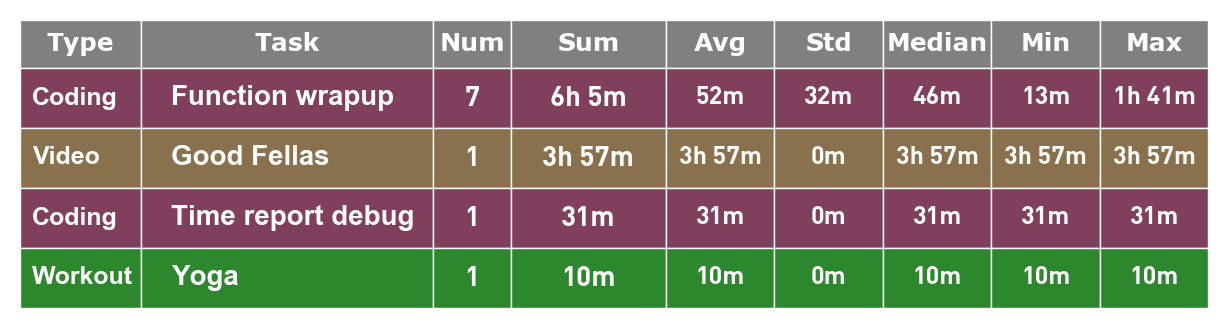 Type Task Num Sum Avg Std Median Min Max
Coding Function wrapup 7 6h 5m 52m 32m 46m 13m 1h 41m
Video Good Fellas 1 3h 57m 3h 57m 0m 3h 57m 3h 57m 3h 57m
Coding Time report debug 1 31m 31m 0m 31m 31m 31m
Workout Yoga 1 10m 10m 0m 10m 10m 10m